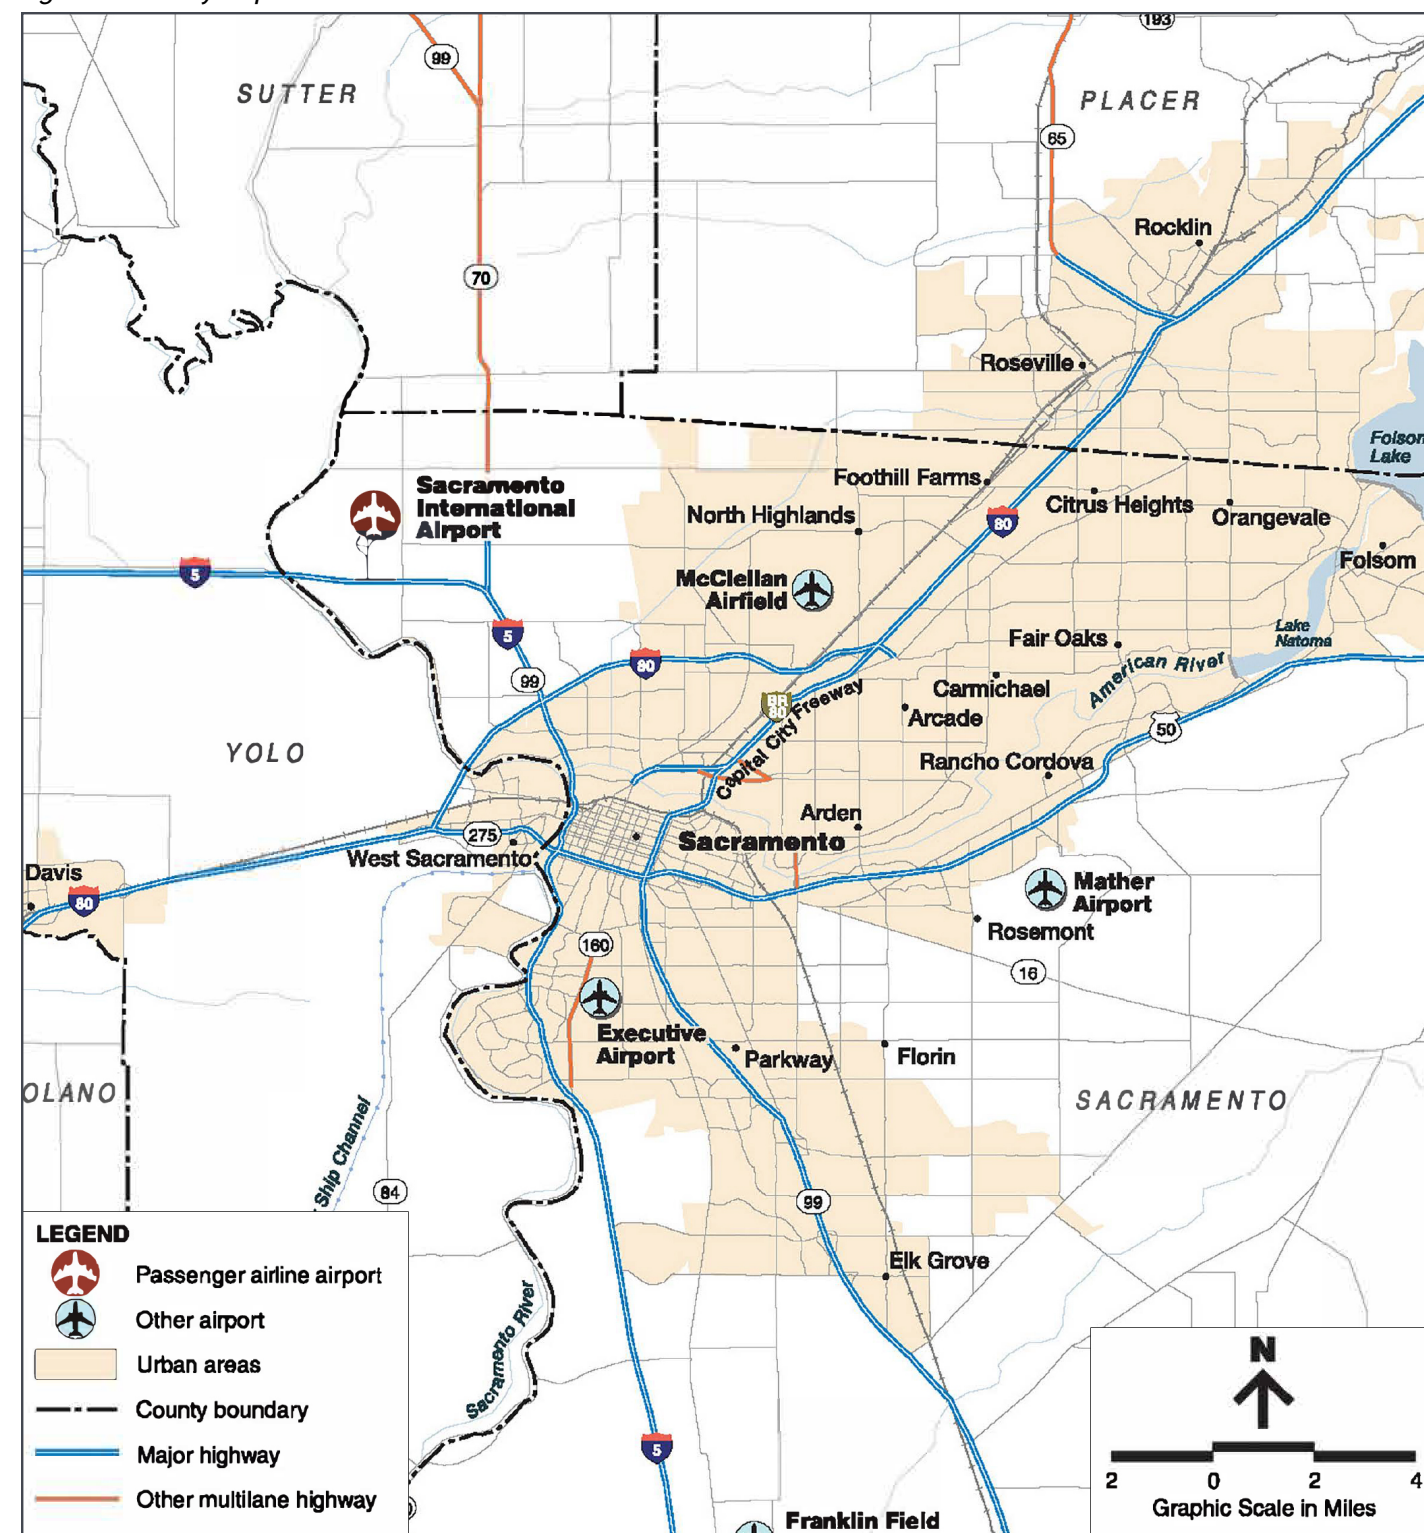 193
99
SUTTER
PLACER
65
Rocklin
70
Roseville
Folsom
Lake
Foothill Farms
Sacramento
International
Airport
Citrus Heights
North Highlands
Orangevale
80
Folsom
5
McClellan
Airfield
Lake
Natoma
5
Fair Oaks
80
American River
99
Carmichael
BR
80
Capital City Freeway
Arcade
50
YOLO
Rancho Cordova
Arden
275
Sacramento
West Sacramento
Davis
80
Mather
Airport
Rosemont
160
16
Executive
Airport
Parkway
Florin
OLANO
SACRAMENTO
Ship Channel
84
99
Elk Grove
Sacramento River
5
Franklin Field
LEGEND
Passenger airline airport
Other airport
Urban areas
County boundary
Major highway
Other multilane highway
N
2 0 2 4
Graphic Scale in Miles